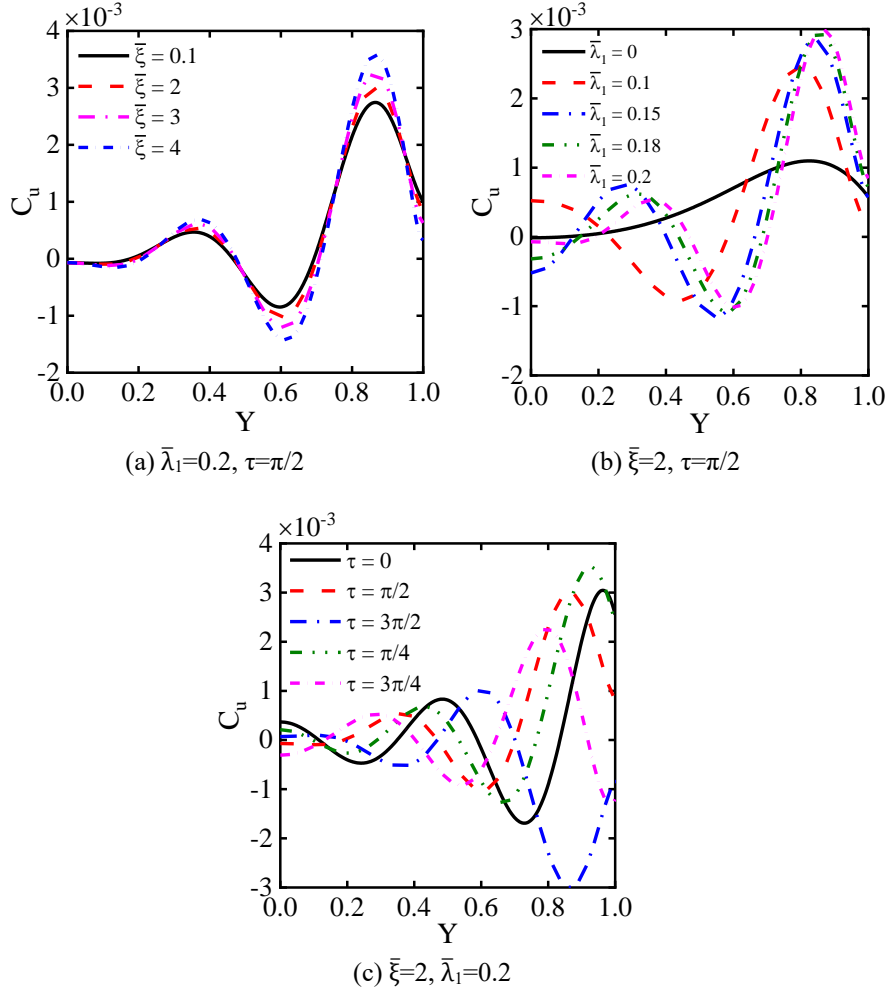 ×10⁻³
4
3
2
1
0
-1
-2
C_u
ξ̄ = 0.1
ξ̄ = 2
ξ̄ = 3
ξ̄ = 4
0.0 0.2 0.4 0.6 0.8 1.0
Y
(a) λ̄₁=0.2, τ=π/2
×10⁻³
3
2
1
0
-1
-2
C_u
λ̄₁ = 0
λ̄₁ = 0.1
λ̄₁ = 0.15
λ̄₁ = 0.18
λ̄₁ = 0.2
0.0 0.2 0.4 0.6 0.8 1.0
Y
(b) ξ̄=2, τ=π/2
×10⁻³
4
3
2
1
0
-1
-2
-3
C_u
τ = 0
τ = π/2
τ = 3π/2
τ = π/4
τ = 3π/4
0.0 0.2 0.4 0.6 0.8 1.0
Y
(c) ξ̄=2, λ̄₁=0.2